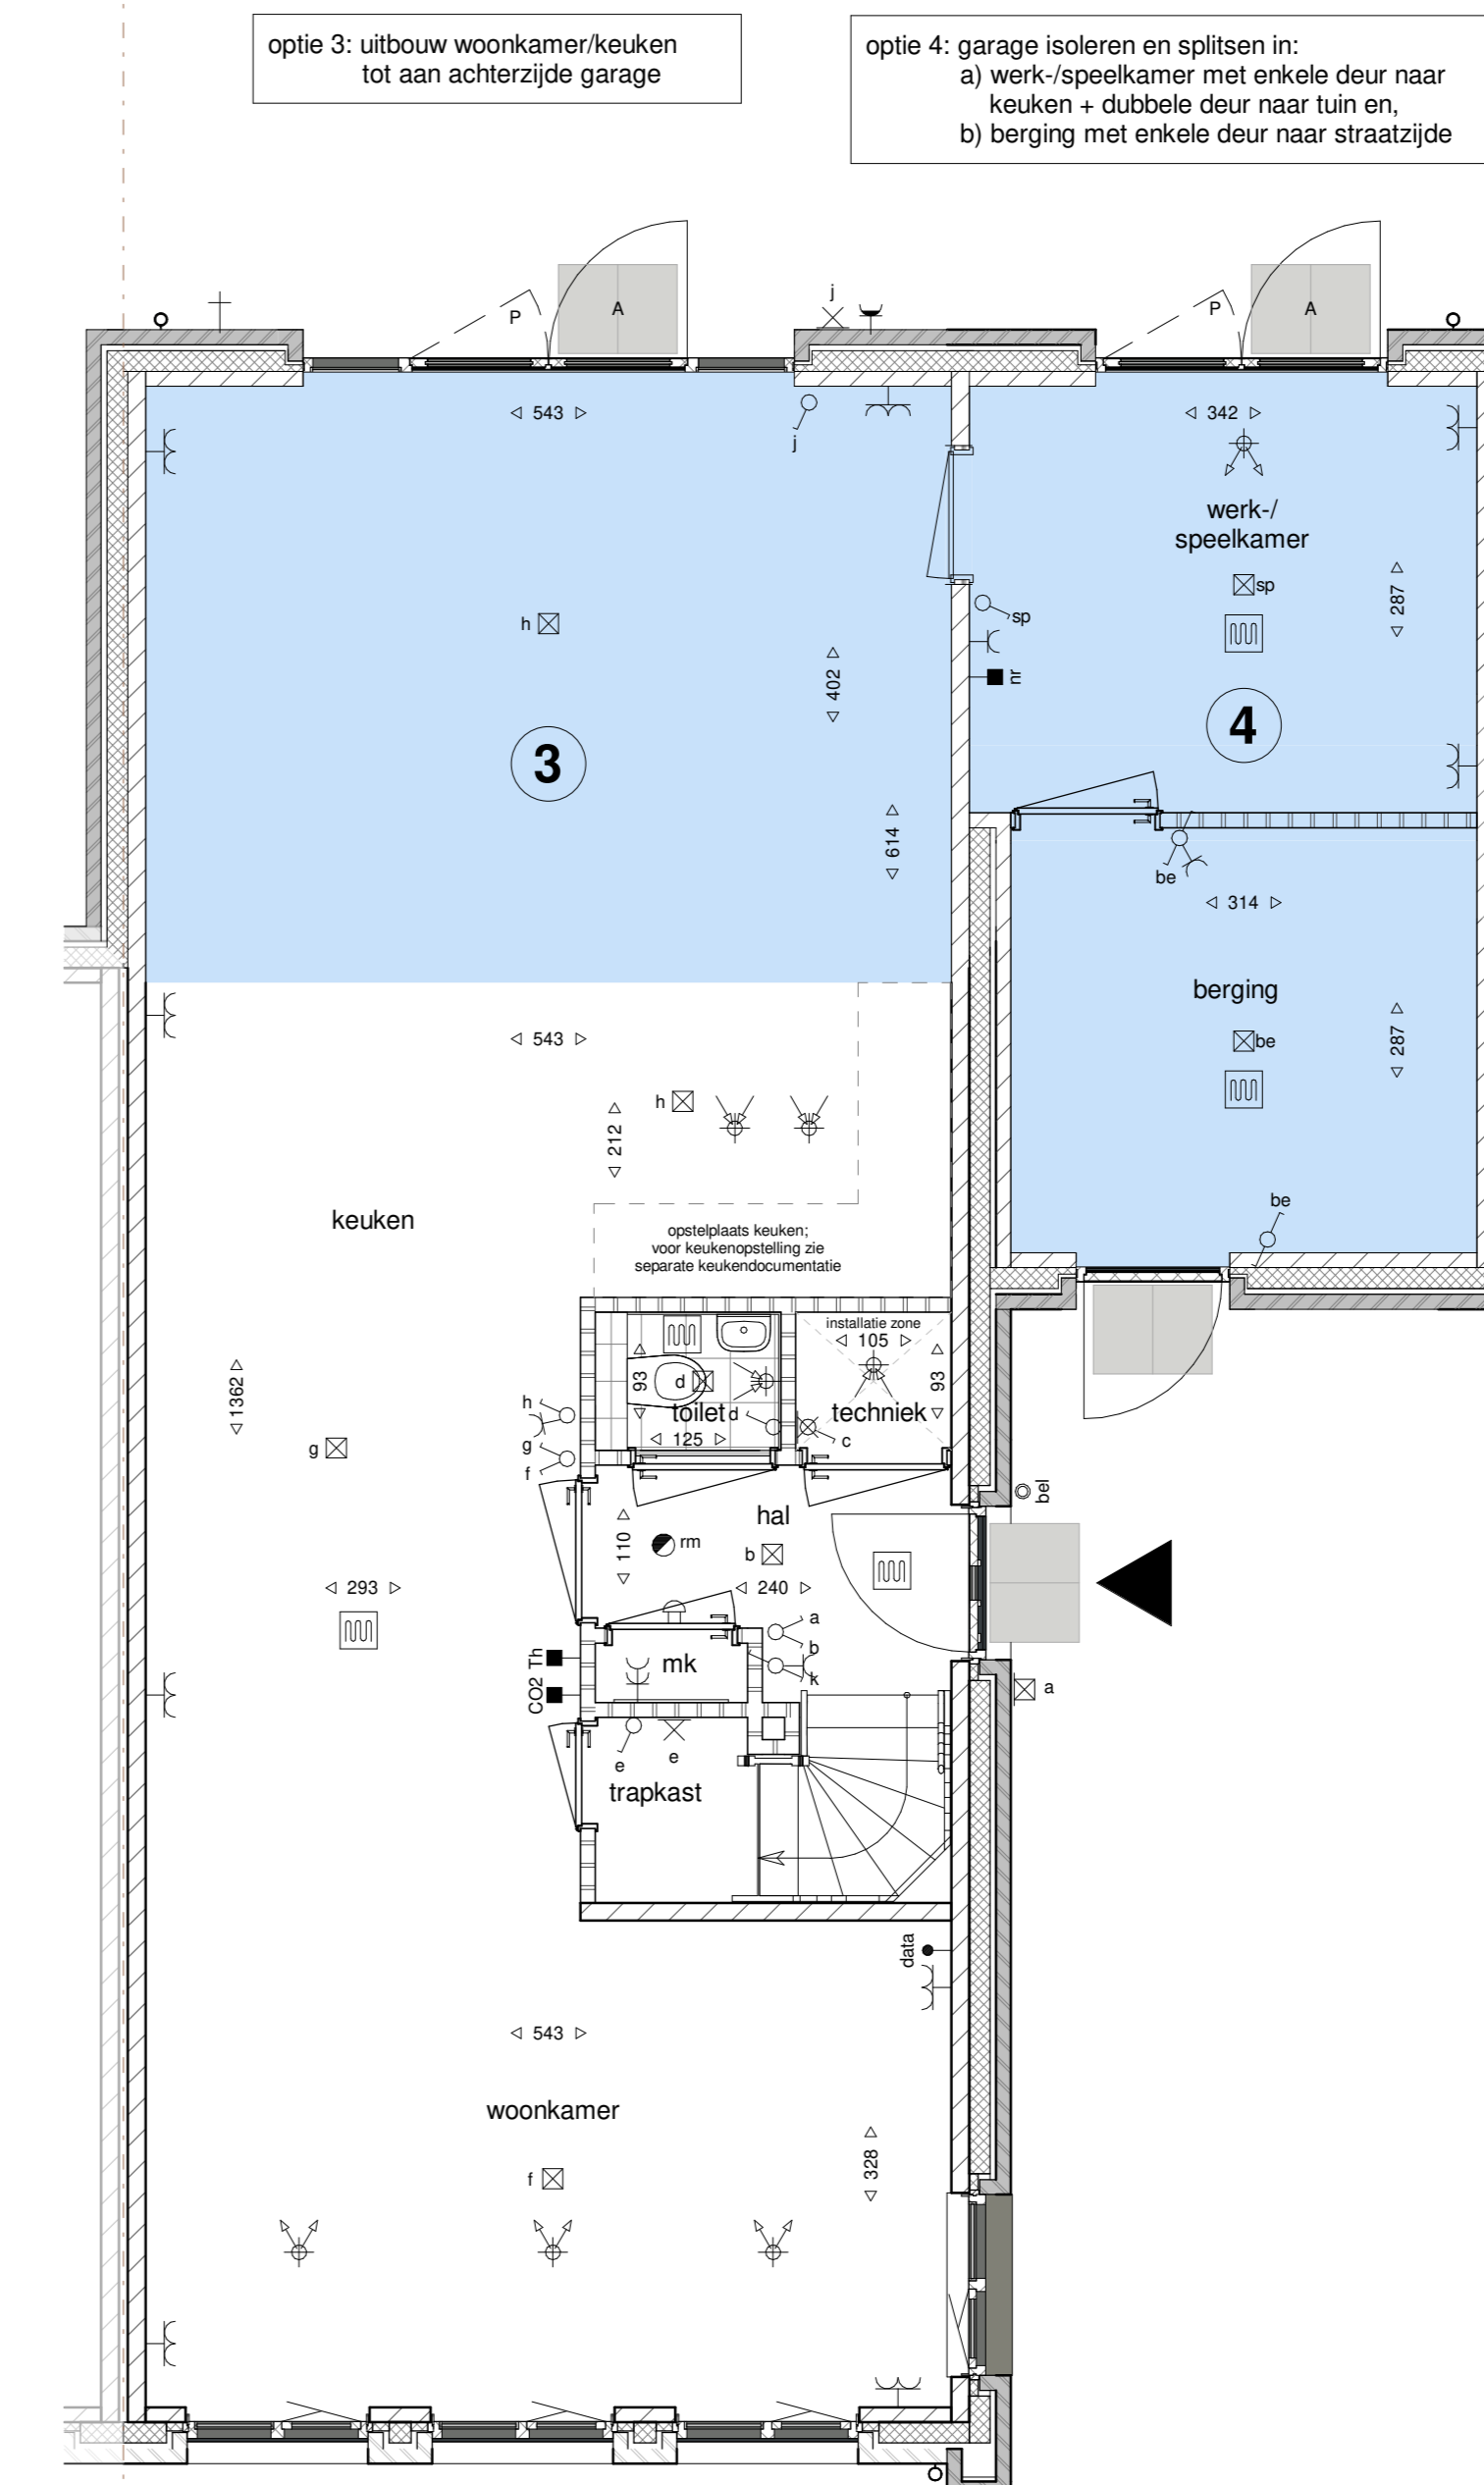 optie 3: uitbouw woonkamer/keuken
tot aan achterzijde garage
optie 4: garage isoleren en splitsen in:
a) werk-/speelkamer met enkele deur naar
keuken + dubbele deur naar tuin en,
b) berging met enkele deur naar straatzijde
P
A
j
P
A
543
j
342
werk-/
speelkamer
sp
287
sp
h
nr
402
3
4
614
be
314
berging
be
287
543
h
212
be
keuken
opstelplaats keuken;
voor keukenopstelling zie
separate keukendocumentatie
installatie zone
105
93
d
93
toilet
d
techniek
c
125
1362
h
g
f
g
bel
hal
110
rm
b
240
293
a
b
k
mk
Th
CO2
a
e
e
trapkast
data
543
woonkamer
328
f